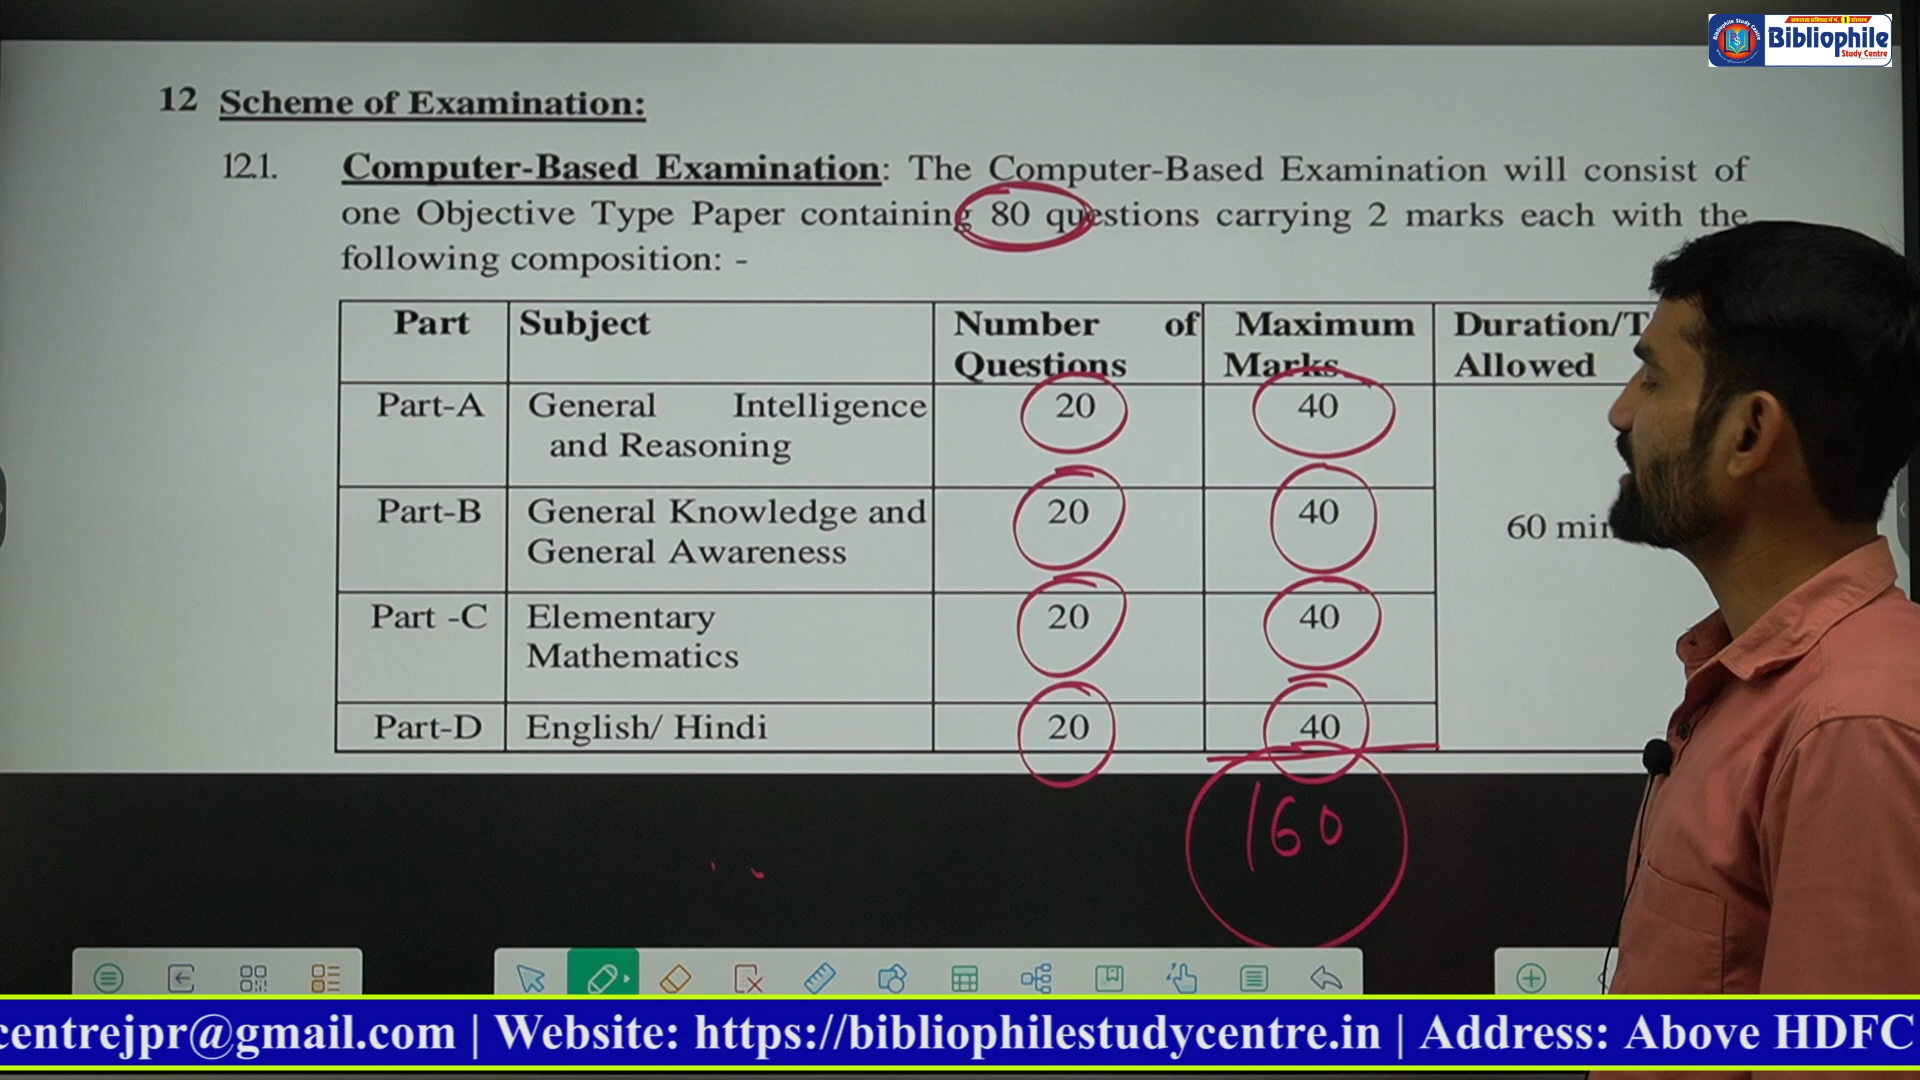 Bibliophile
Study Centre
12 Scheme of Examination:
12.1. Computer-Based Examination: The Computer-Based Examination will consist of
one Objective Type Paper containing 80 questions carrying 2 marks each with the
following composition: -
Part Subject Number of Questions Maximum Marks Duration/T Allowed
Part-A General Intelligence and Reasoning 20 40
Part-B General Knowledge and General Awareness 20 40
60 min
Part -C Elementary Mathematics 20 40
Part-D English/ Hindi 20 40
160
centrejpr@gmail.com | Website: https://bibliophilestudycentre.in | Address: Above HDFC